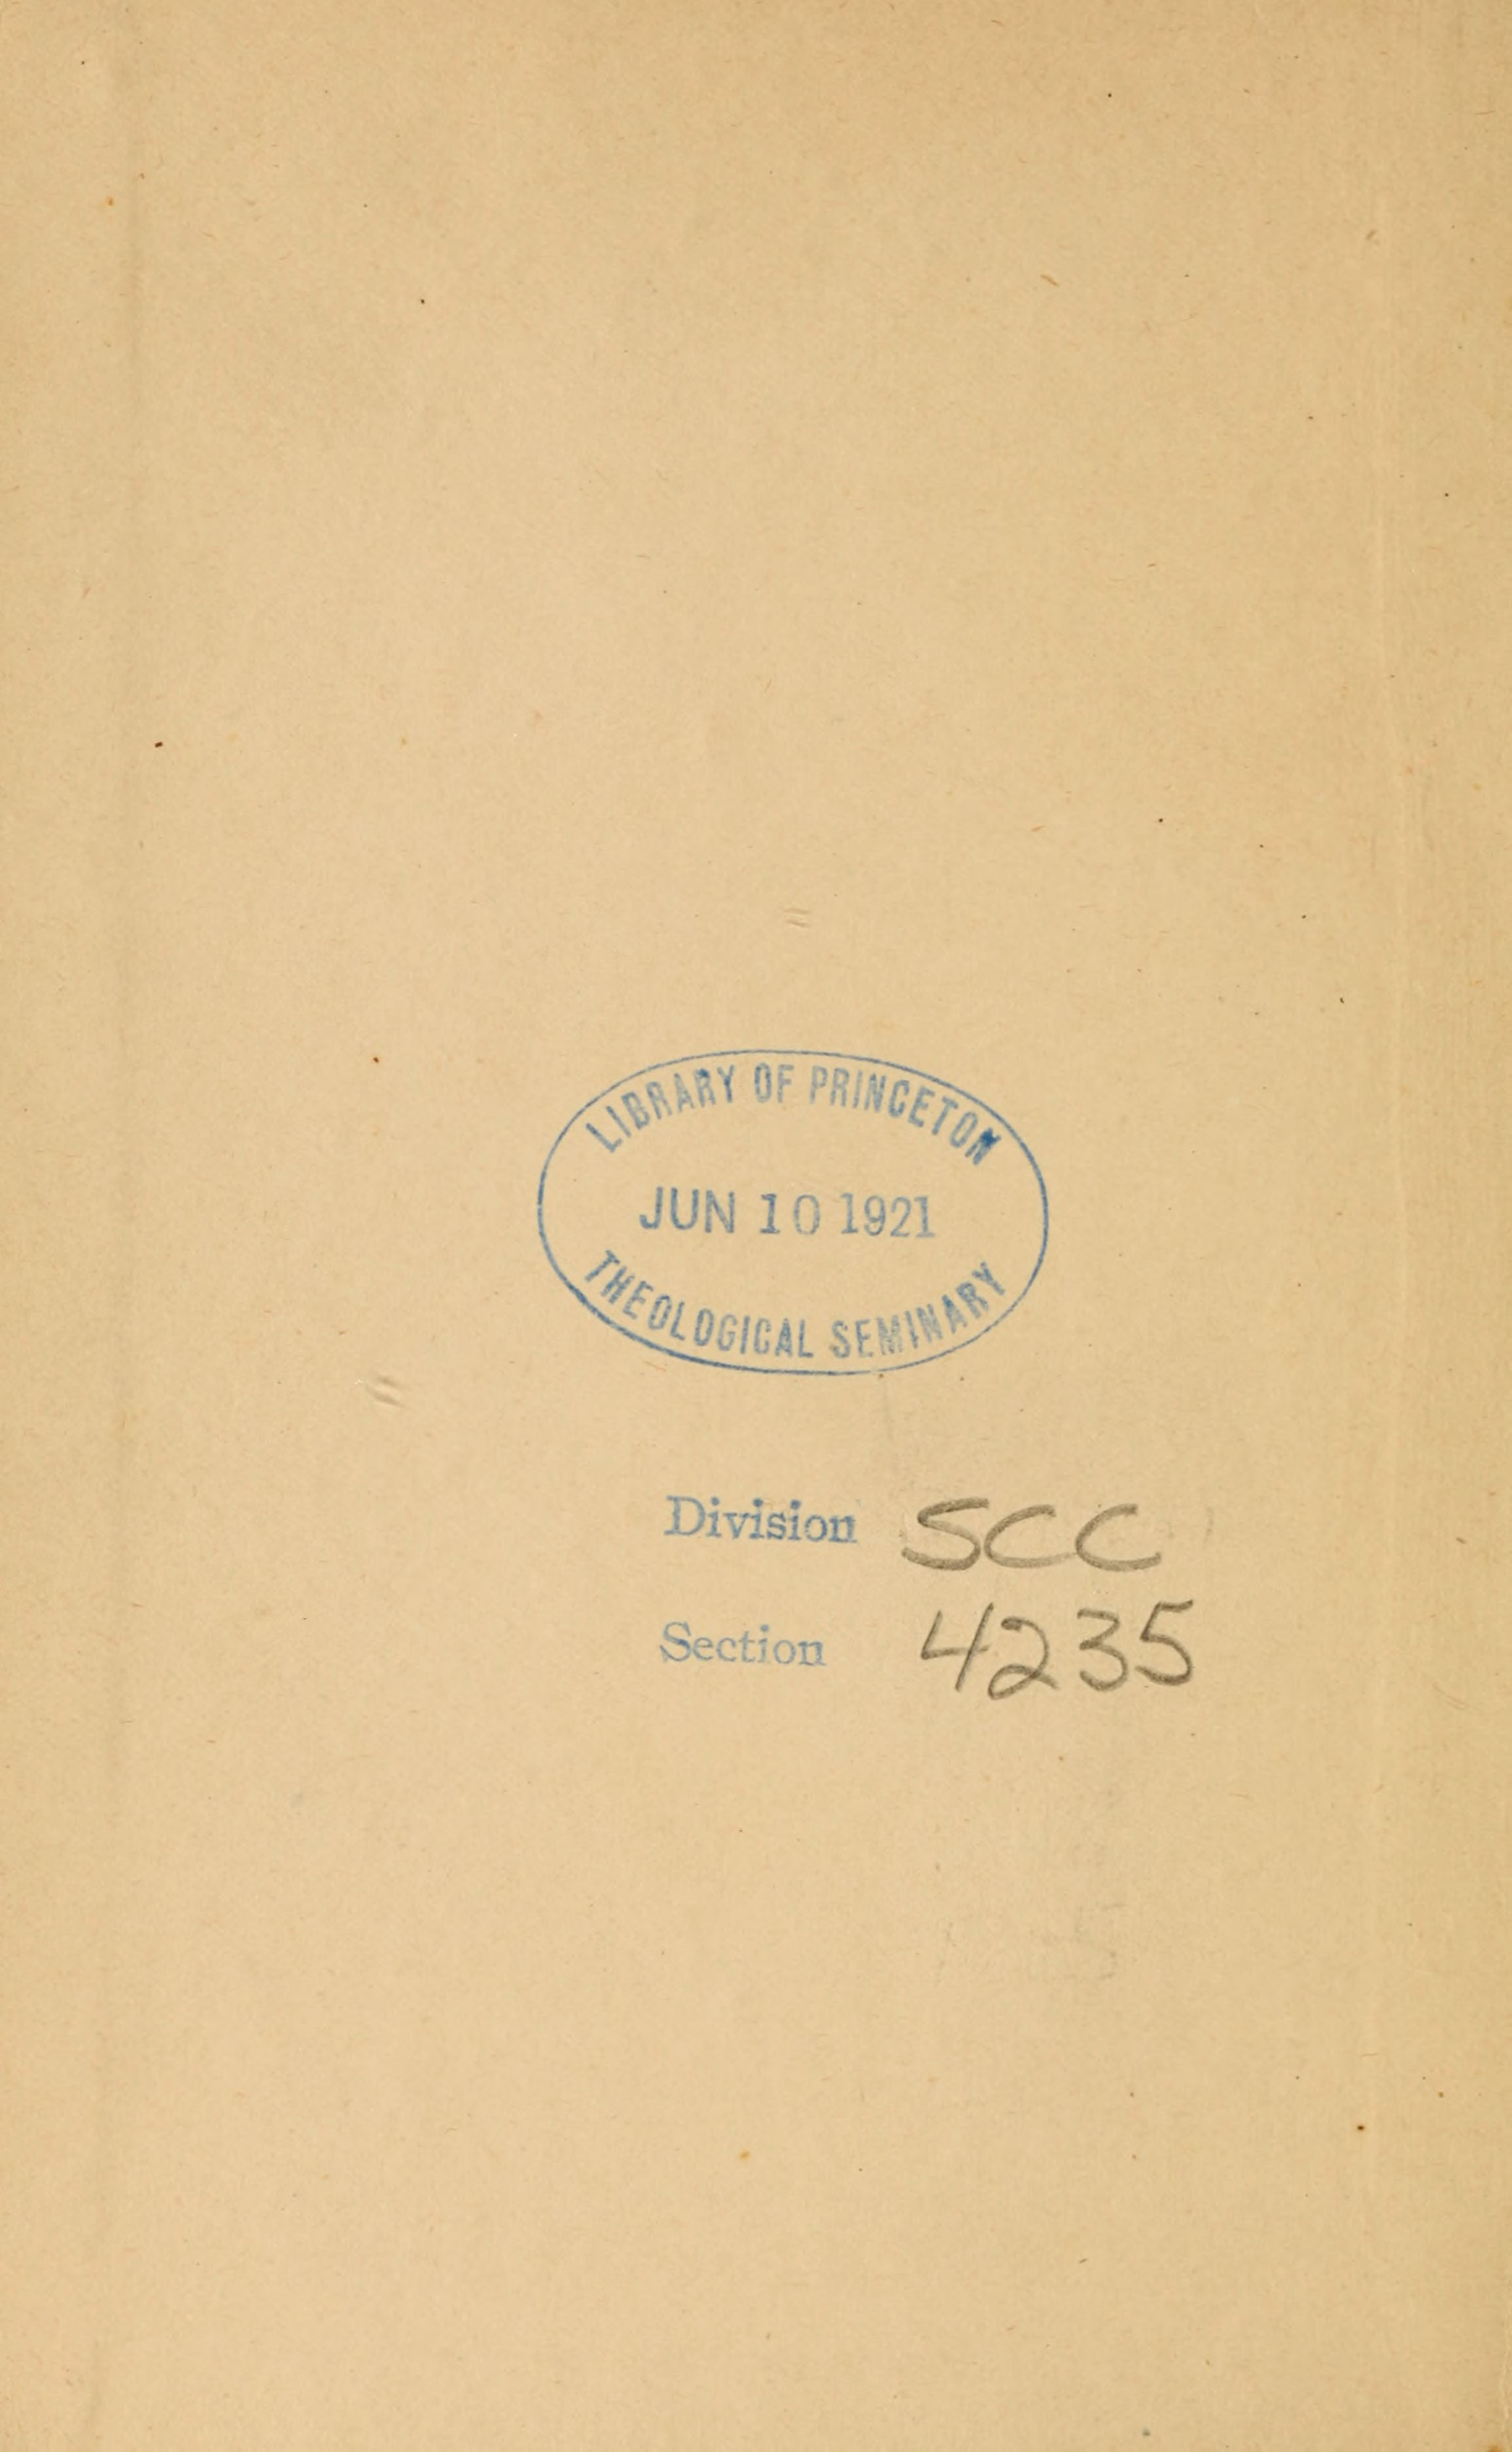 LIBRARY OF PRINCETON
JUN 10 1921
THEOLOGICAL SEMINARY
Division SCC
Section 4235